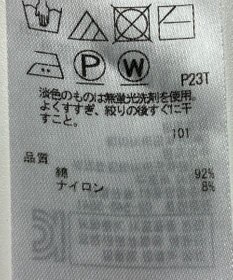 P W
P23T
淡色のものは無蛍光洗剤を使用。
よくすすぎ、絞りの後すぐに干
すこと。
101
品質
綿 92%
ナイロン 8%